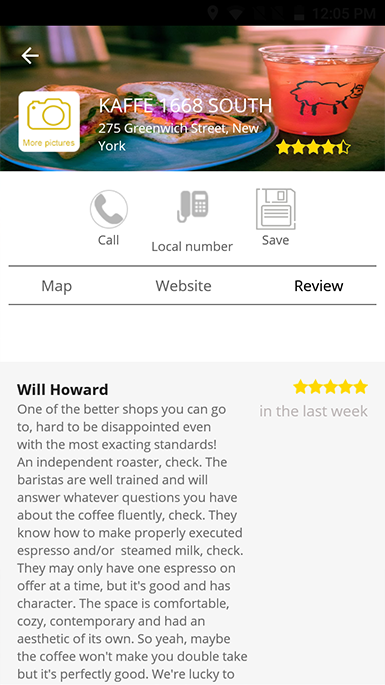 12:05 PM
KAFFE 1668 SOUTH
275 Greenwich Street, New
York
More pictures
Call
Local number
Save
Map
Website
Review
Will Howard
in the last week
One of the better shops you can go
to, hard to be disappointed even
with the most exacting standards!
An independent roaster, check. The
baristas are well trained and will
answer whatever questions you have
about the coffee fluently, check. They
know how to make properly executed
espresso and/or  steamed milk, check.
They may only have one espresso on
offer at a time, but it's good and has
character. The space is comfortable,
cozy, contemporary and had an
aesthetic of its own. So yeah, maybe
the coffee won't make you double take
but it's perfectly good. We're lucky to